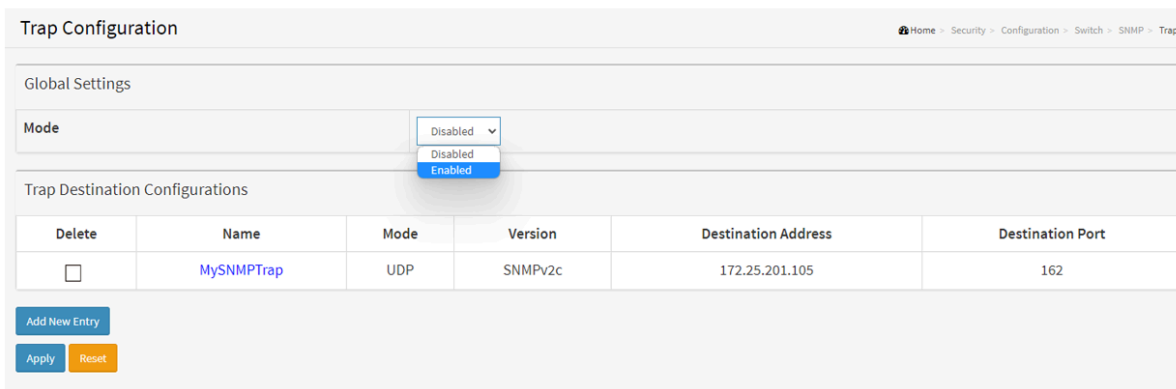 Trap Configuration
Home > Security > Configuration > Switch > SNMP > Trap
Global Settings
Mode Disabled
Disabled
Enabled
Trap Destination Configurations
Delete Name Mode Version Destination Address Destination Port
MySNMPTrap UDP SNMPv2c 172.25.201.105 162
Add New Entry
Apply Reset